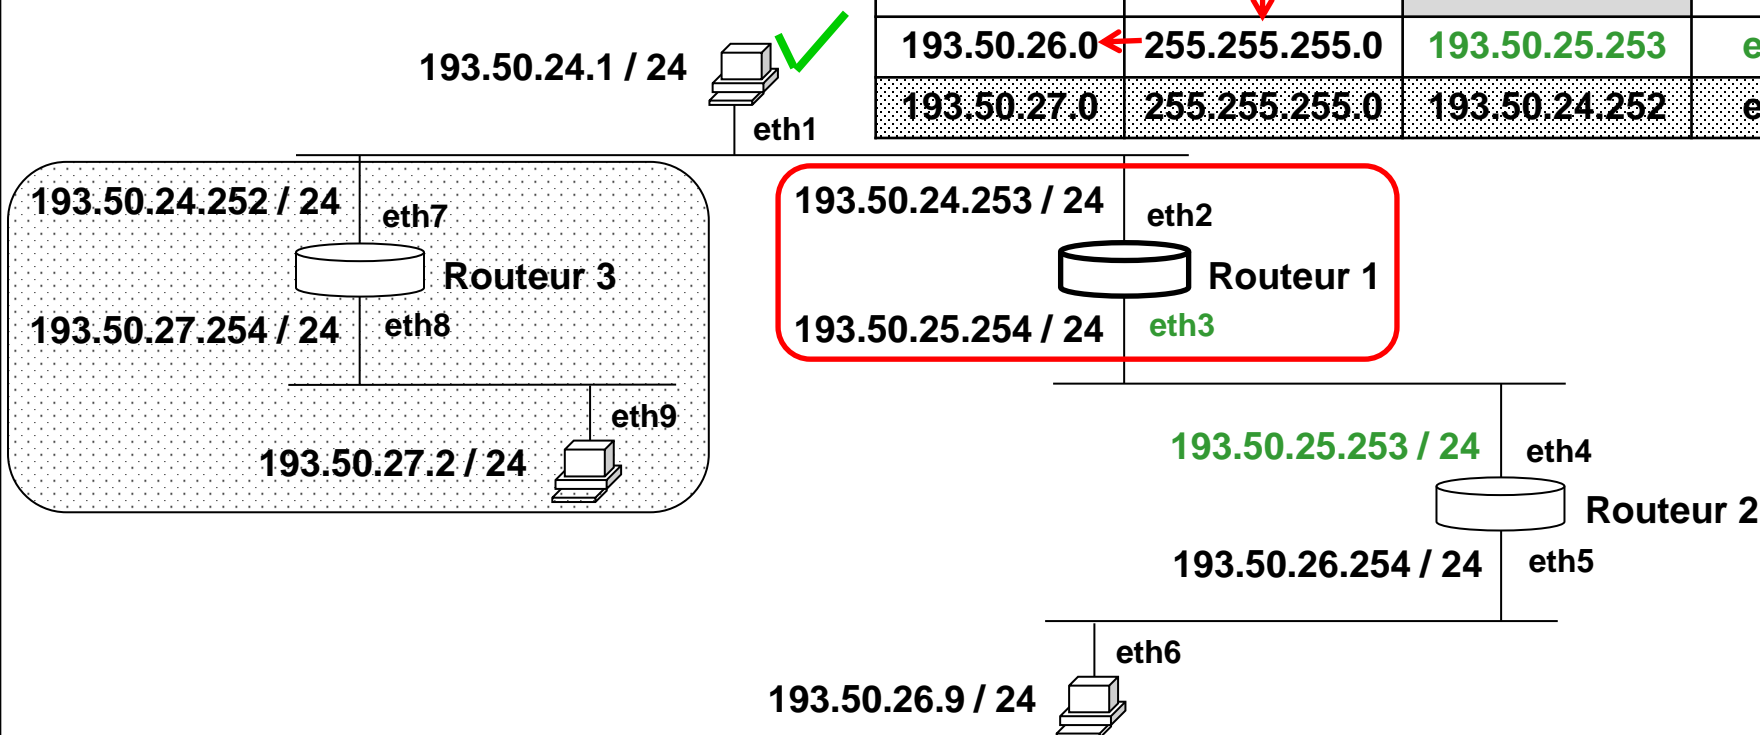 193.50.26.0 255.255.255.0 193.50.25.253
193.50.27.0 255.255.255.0 193.50.24.252
193.50.24.1 / 24
eth1
193.50.24.252 / 24
eth7
Routeur 3
193.50.27.254 / 24
eth8
eth9
193.50.27.2 / 24
193.50.24.253 / 24
eth2
Routeur 1
193.50.25.254 / 24
eth3
193.50.25.253 / 24
eth4
Routeur 2
193.50.26.254 / 24
eth5
eth6
193.50.26.9 / 24